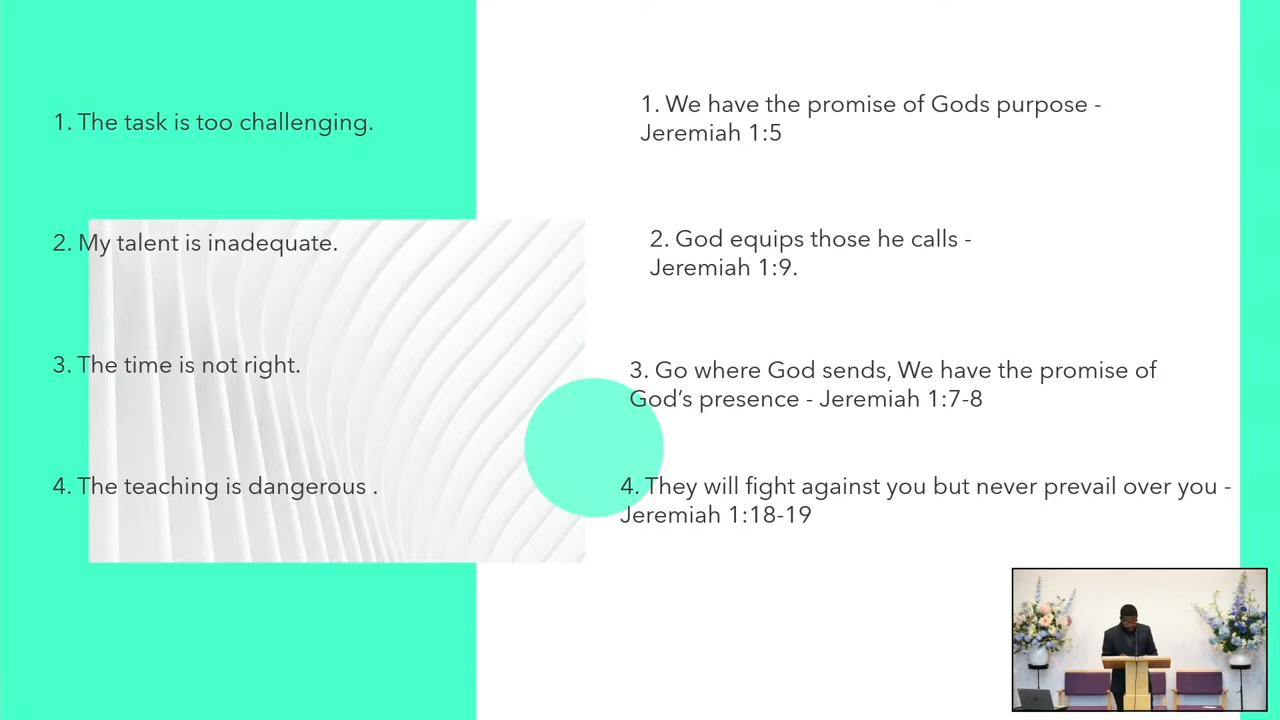 1. The task is too challenging.
2. My talent is inadequate.
3. The time is not right.
4. The teaching is dangerous .
1. We have the promise of Gods purpose -
Jeremiah 1:5
2. God equips those he calls -
Jeremiah 1:9.
3. Go where God sends, We have the promise of
God’s presence - Jeremiah 1:7-8
4. They will fight against you but never prevail over you -
Jeremiah 1:18-19